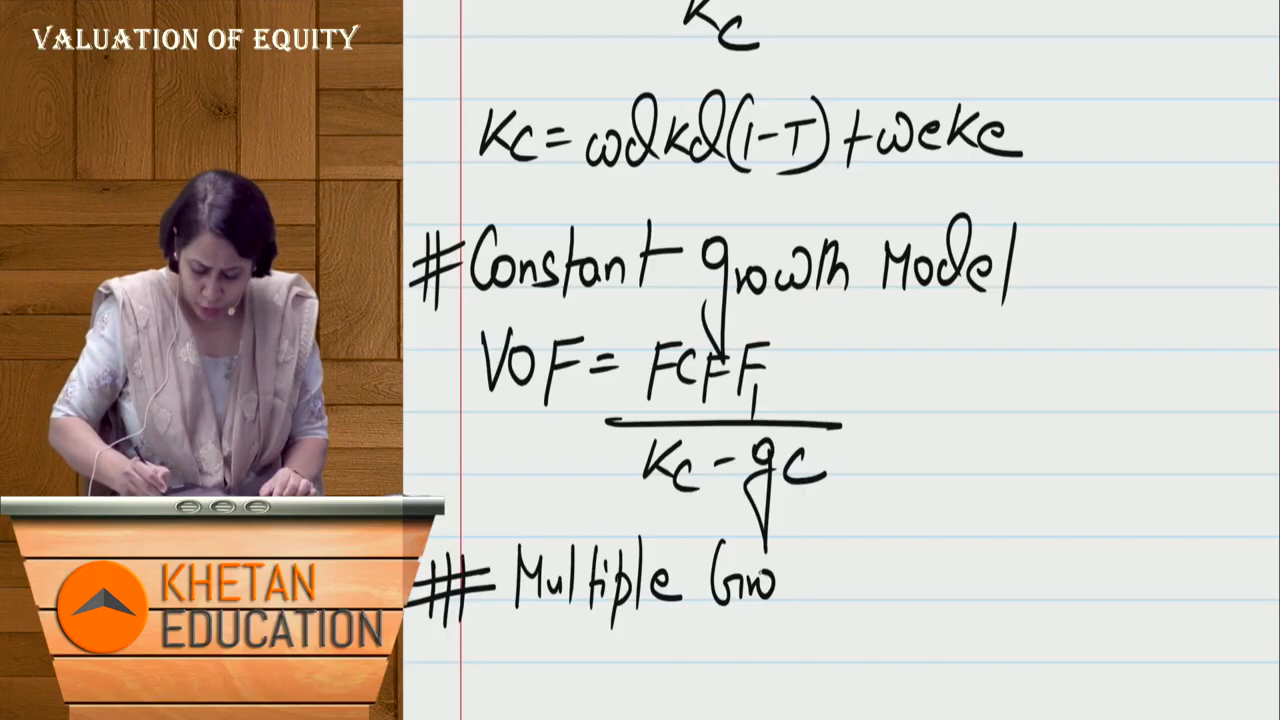 VALUATION OF EQUITY
KHETAN
EDUCATION
Kc
Kc = wdkd(1-T) + weke
# Constant growth Model
VOF = FCFF1
Kc - gc
# Multiple Gro